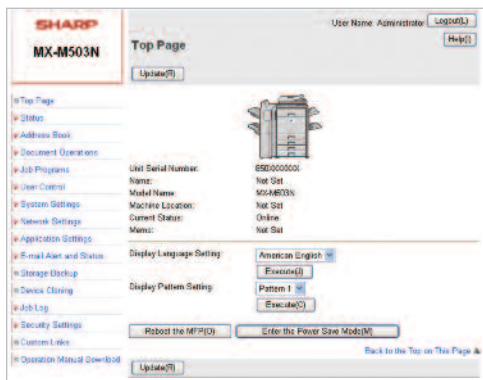 SHARP
User Name: Administrator
Logout(L)
MX-M503N
Top Page
Help(I)
Update(R)
Top Page
Status
Address Book
Document Operations
Job Programs
User Control
System Settings
Network Settings
Application Settings
E-mail Alert and Status
Storage Backup
Device Cloning
Job Log
Security Settings
Custom Links
Operation Manual Download
Unit Serial Number:
Name: Not Set
Model Name: MX-M503N
Machine Location: Not Set
Current Status: Online
Memo: Not Set
Display Language Setting: American English
Execute(J)
Display Pattern Setting: Pattern 1
Execute(C)
Reboot the MFP(O) Enter the Power Save Mode(M)
Back to the Top on This Page
Update(R)